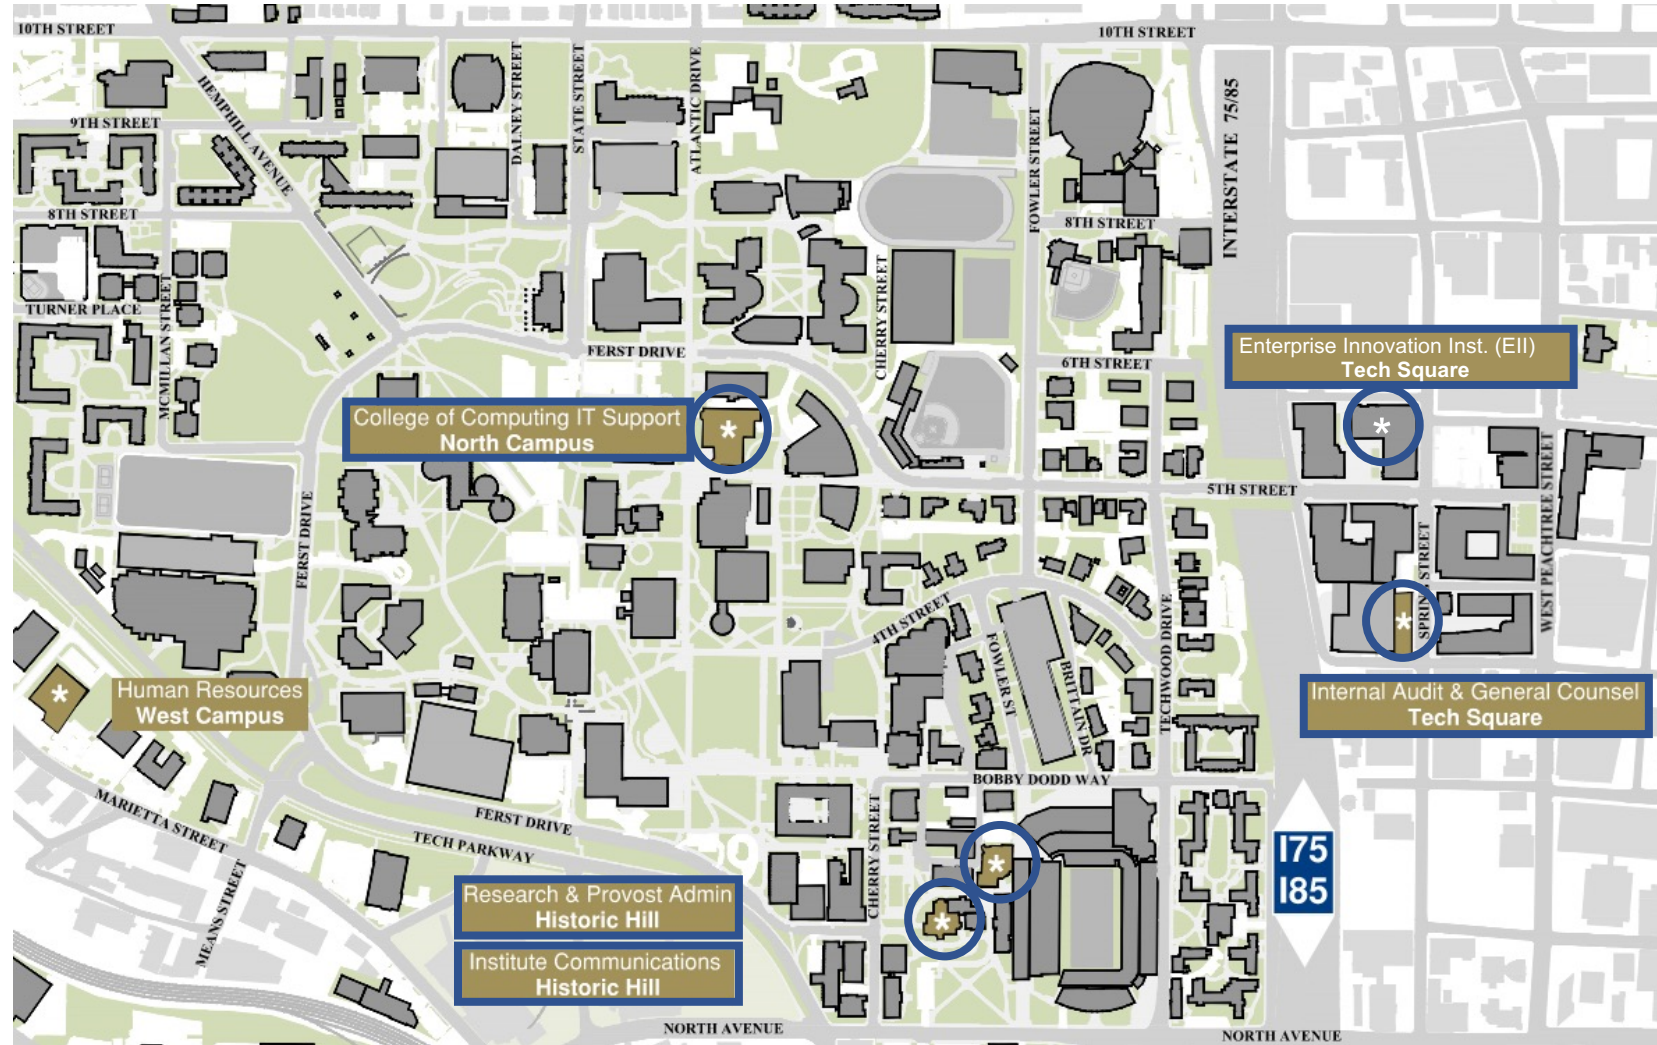 10TH STREET
10TH STREET
HEMPHILL AVENUE
DALNEY STREET
STATE STREET
ATLANTIC DRIVE
FOWLER STREET
INTERSTATE 75/85
9TH STREET
8TH STREET
8TH STREET
TURNER PLACE
MCMILLAN STREET
CHERRY STREET
FERST DRIVE
6TH STREET
Enterprise Innovation Inst. (EII)
Tech Square
*
College of Computing IT Support
North Campus
*
5TH STREET
FERST DRIVE
WEST PEACHTREE STREET
SPRING STREET
*
4TH STREET
FOWLER ST
BRITTAIN DR
TECHWOOD DRIVE
*
Human Resources
West Campus
Internal Audit & General Counsel
Tech Square
BOBBY DODD WAY
MARIETTA STREET
FERST DRIVE
TECH PARKWAY
CHERRY STREET
MEANS STREET
*
*
I75
I85
Research & Provost Admin
Historic Hill
Institute Communications
Historic Hill
NORTH AVENUE
NORTH AVENUE